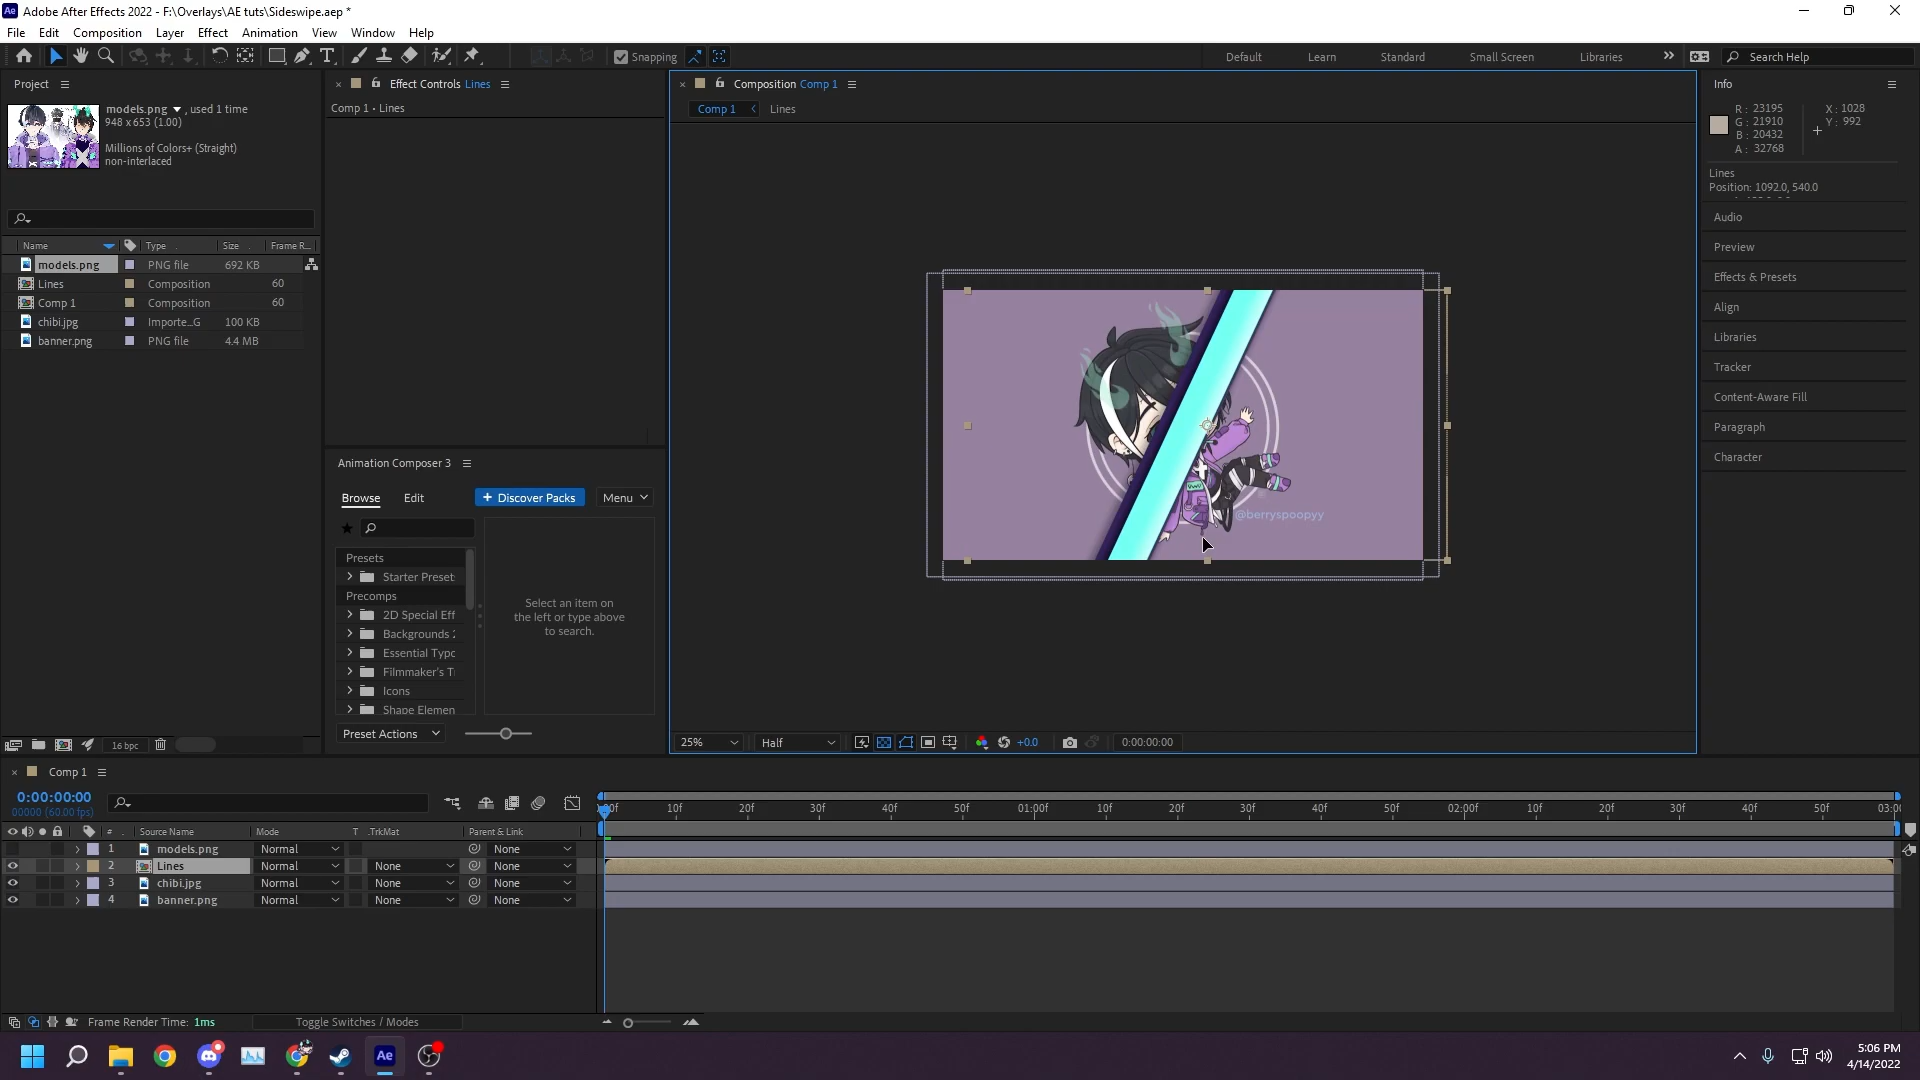 Adobe After Effects 2022 - F:\Overlays\AE tuts\Sideswipe.aep *
File Edit Composition Layer Effect Animation View Window Help
Snapping
Default Learn Standard Small Screen Libraries Search Help
Project
models.png , used 1 time
948 x 653 (1.00)
Millions of Colors+ (Straight)
non-interlaced
Name Type Size Frame R...
models.png PNG file 692 KB
Lines Composition 60
Comp 1 Composition 60
chibi.jpg Importe...G 100 KB
banner.png PNG file 4.4 MB
16 bpc
Effect Controls Lines
Comp 1 • Lines
Animation Composer 3
Browse Edit + Discover Packs Menu
Presets
Starter Preset
Precomps
2D Special Eff
Backgrounds
Essential Typo
Filmmaker's T
Icons
Shape Elemen
Select an item on
the left or type above
to search.
Preset Actions
Composition Comp 1
Comp 1 Lines
@berryspoopyy
25% Half +0.0 0:00:00:00
Info
R : 23195
G : 21910
B : 20432
A : 32768
X : 1028
Y : 992
Lines
Position: 1092.0, 540.0
Audio
Preview
Effects & Presets
Align
Libraries
Tracker
Content-Aware Fill
Paragraph
Character
Comp 1
0:00:00:00
00000 (60.00 fps)
10f 20f 30f 40f 50f 01:00f 10f 20f 30f 40f 50f 02:00f 10f 20f 30f 40f 50f
# Source Name Mode T .TrkMat Parent & Link
1 models.png Normal None
2 Lines Normal None None
3 chibi.jpg Normal None None
4 banner.png Normal None None
Frame Render Time: 1ms Toggle Switches / Modes
Ae
5:06 PM
4/14/2022